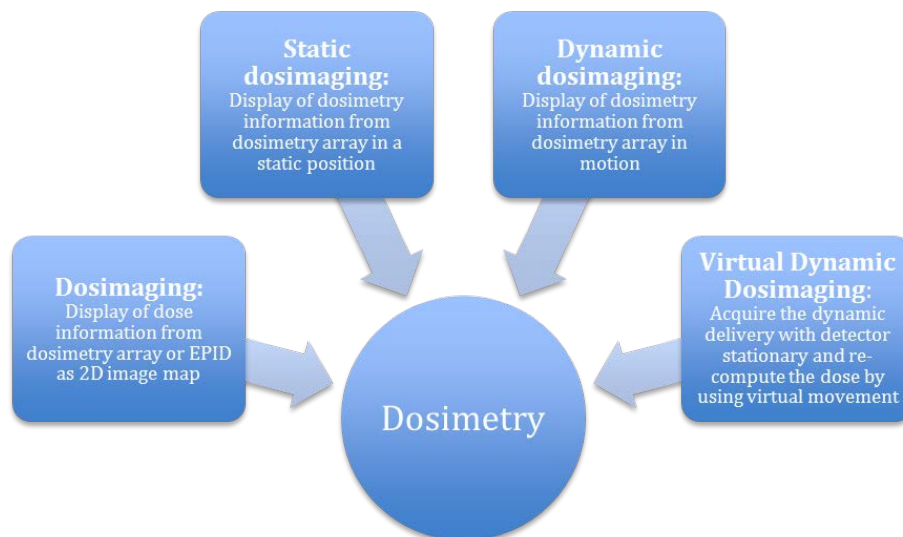 Static
dosimaging:
Display of dosimetry
information from
dosimetry array in a
static position
Dynamic
dosimaging:
Display of dosimetry
information from
dosimetry array in
motion
Dosimaging:
Display of dose
information from
dosimetry array or EPID
as 2D image map
Virtual Dynamic
Dosimaging:
Acquire the dynamic
delivery with detector
stationary and re-
compute the dose by
using virtual movement
Dosimetry